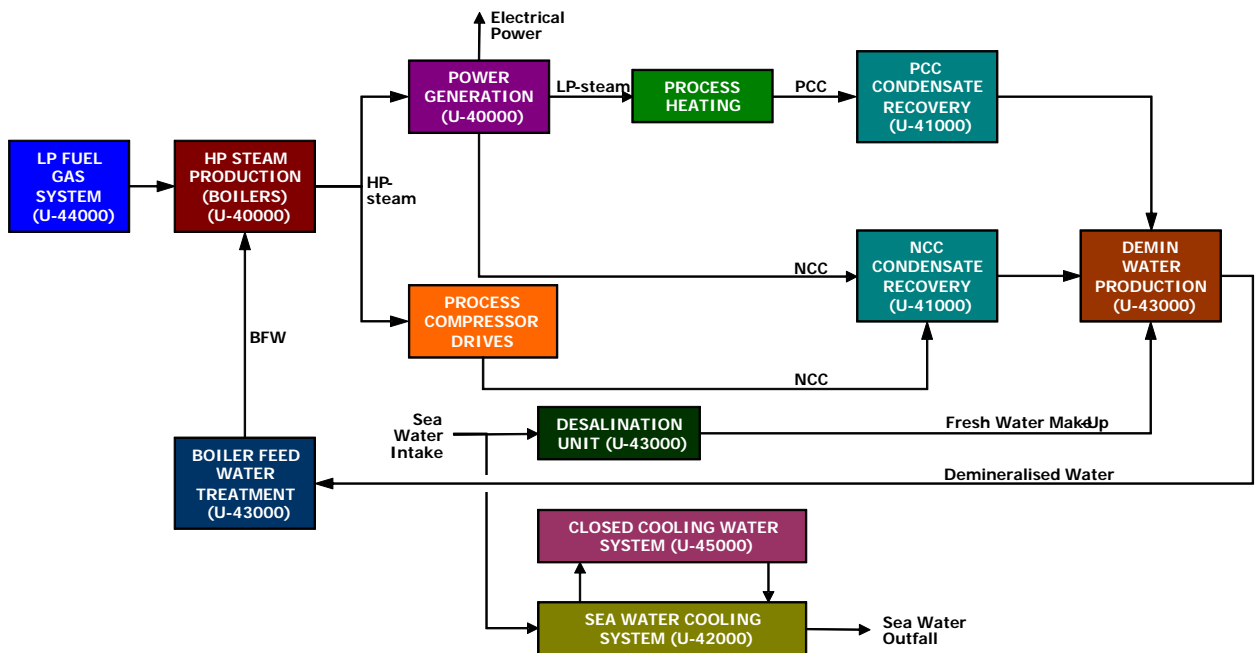 Electrical
Power
POWER
GENERATION
(U-40000)
LP-steam
PROCESS
HEATING
PCC
PCC
CONDENSATE
RECOVERY
(U-41000)
LP FUEL
GAS
SYSTEM
(U-44000)
HP STEAM
PRODUCTION
(BOILERS)
(U-40000)
HP-
steam
NCC
NCC
CONDENSATE
RECOVERY
(U-41000)
DEMIN
WATER
PRODUCTION
(U-43000)
PROCESS
COMPRESSOR
DRIVES
BFW
NCC
Sea
Water
Intake
DESALINATION
UNIT (U-43000)
Fresh Water Make-Up
BOILER FEED
WATER
TREATMENT
(U-43000)
Demineralised Water
CLOSED COOLING WATER
SYSTEM (U-45000)
SEA WATER COOLING
SYSTEM (U-42000)
Sea Water
Outfall